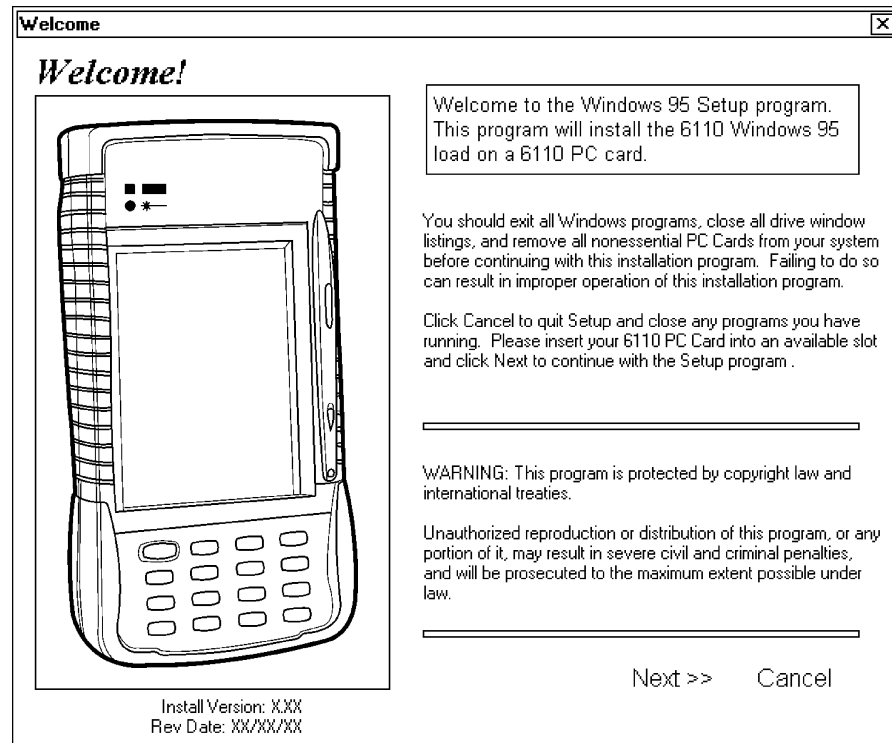 Welcome
Welcome!
Welcome to the Windows 95 Setup program.
This program will install the 6110 Windows 95
load on a 6110 PC card.
You should exit all Windows programs, close all drive window
listings, and remove all nonessential PC Cards from your system
before continuing with this installation program. Failing to do so
can result in improper operation of this installation program.
Click Cancel to quit Setup and close any programs you have
running. Please insert your 6110 PC Card into an available slot
and click Next to continue with the Setup program .
WARNING: This program is protected by copyright law and
international treaties.
Unauthorized reproduction or distribution of this program, or any
portion of it, may result in severe civil and criminal penalties,
and will be prosecuted to the maximum extent possible under
law.
Next >> Cancel
Install Version: X.XX
Rev Date: XX/XX/XX